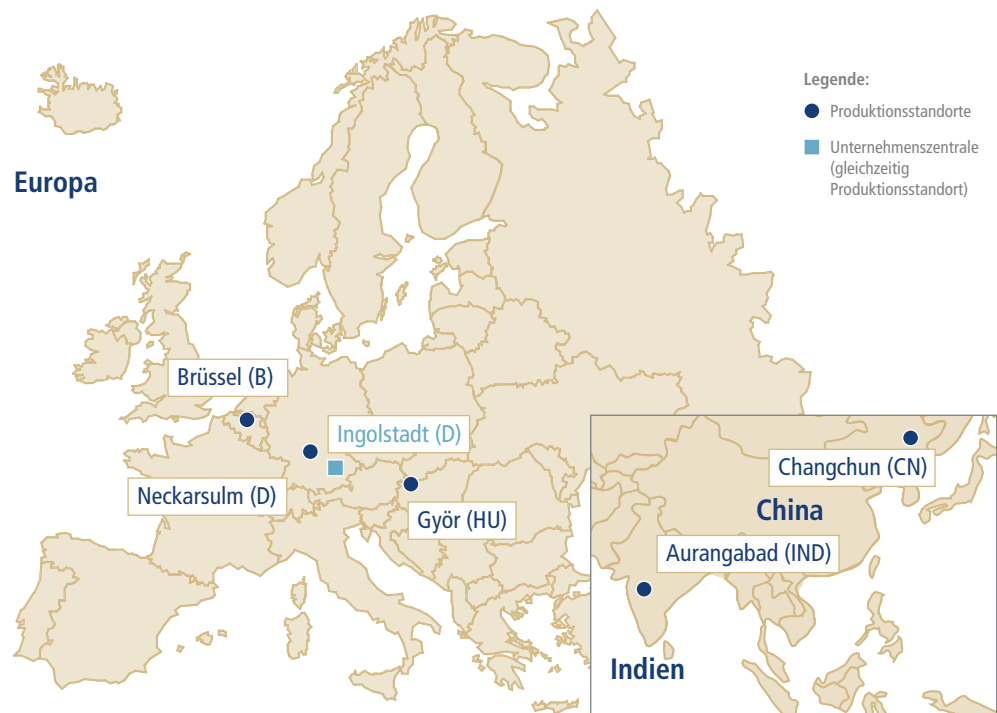 Legende:
Produktionsstandorte
Unternehmenszentrale
(gleichzeitig
Produktionsstandort)
Europa
Brüssel (B)
Ingolstadt (D)
Neckarsulm (D)
Györ (HU)
Changchun (CN)
China
Aurangabad (IND)
Indien